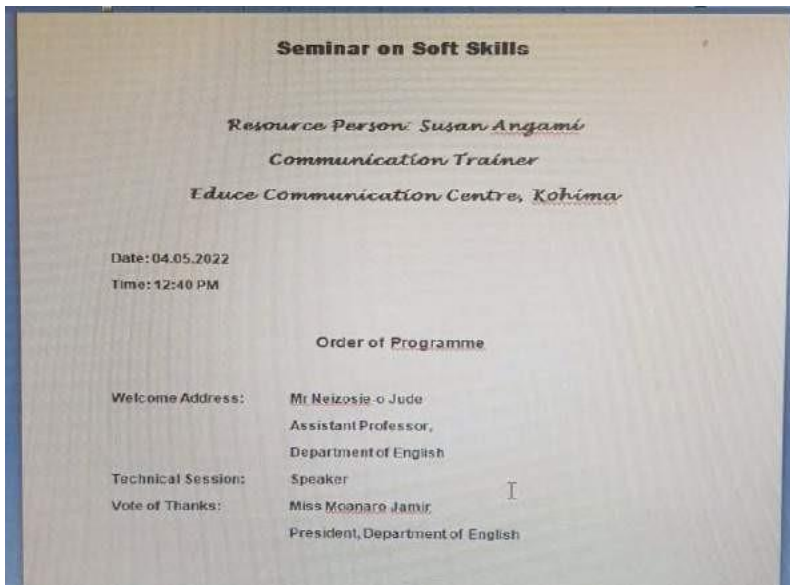 Seminar on Soft Skills
Resource Person: Susan Angami
Communication Trainer
Educe Communication Centre, Kohima
Date: 04.05.2022
Time: 12:40 PM
Order of Programme
Welcome Address: Mr Neizosie-o Jude
Assistant Professor,
Department of English
Technical Session: Speaker
Vote of Thanks: Miss Moanaro Jamir
President, Department of English